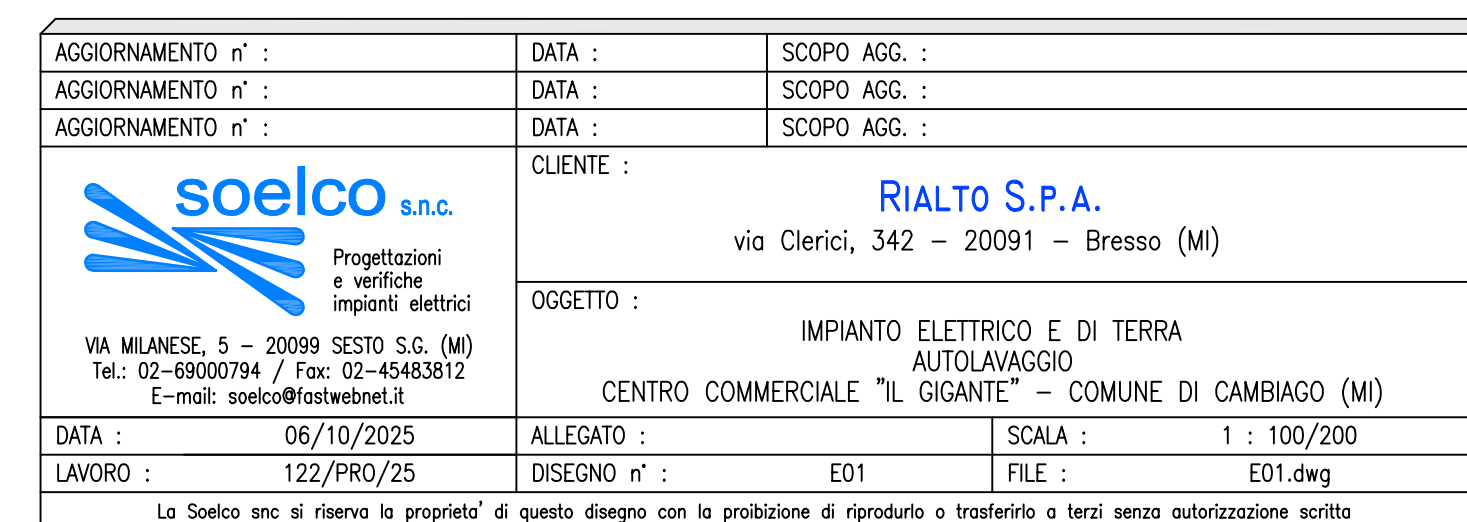 AGGIORNAMENTO n° : DATA : SCOPO AGG. :
AGGIORNAMENTO n° : DATA : SCOPO AGG. :
AGGIORNAMENTO n° : DATA : SCOPO AGG. :
soelco s.n.c.
Progettazioni
e verifiche
impianti elettrici
VIA MILANESE, 5 – 20099 SESTO S.G. (MI)
Tel.: 02–69000794 / Fax: 02–45483812
E–mail: soelco@fastwebnet.it
CLIENTE :
RIALTO S.P.A.
via Clerici, 342 – 20091 – Bresso (MI)
OGGETTO :
IMPIANTO ELETTRICO E DI TERRA
AUTOLAVAGGIO
CENTRO COMMERCIALE "IL GIGANTE" – COMUNE DI CAMBIAGO (MI)
DATA : 06/10/2025 ALLEGATO : SCALA : 1 : 100/200
LAVORO : 122/PRO/25 DISEGNO n° : E01 FILE : E01.dwg
La Soelco snc si riserva la proprieta' di questo disegno con la proibizione di riprodurlo o trasferirlo a terzi senza autorizzazione scritta